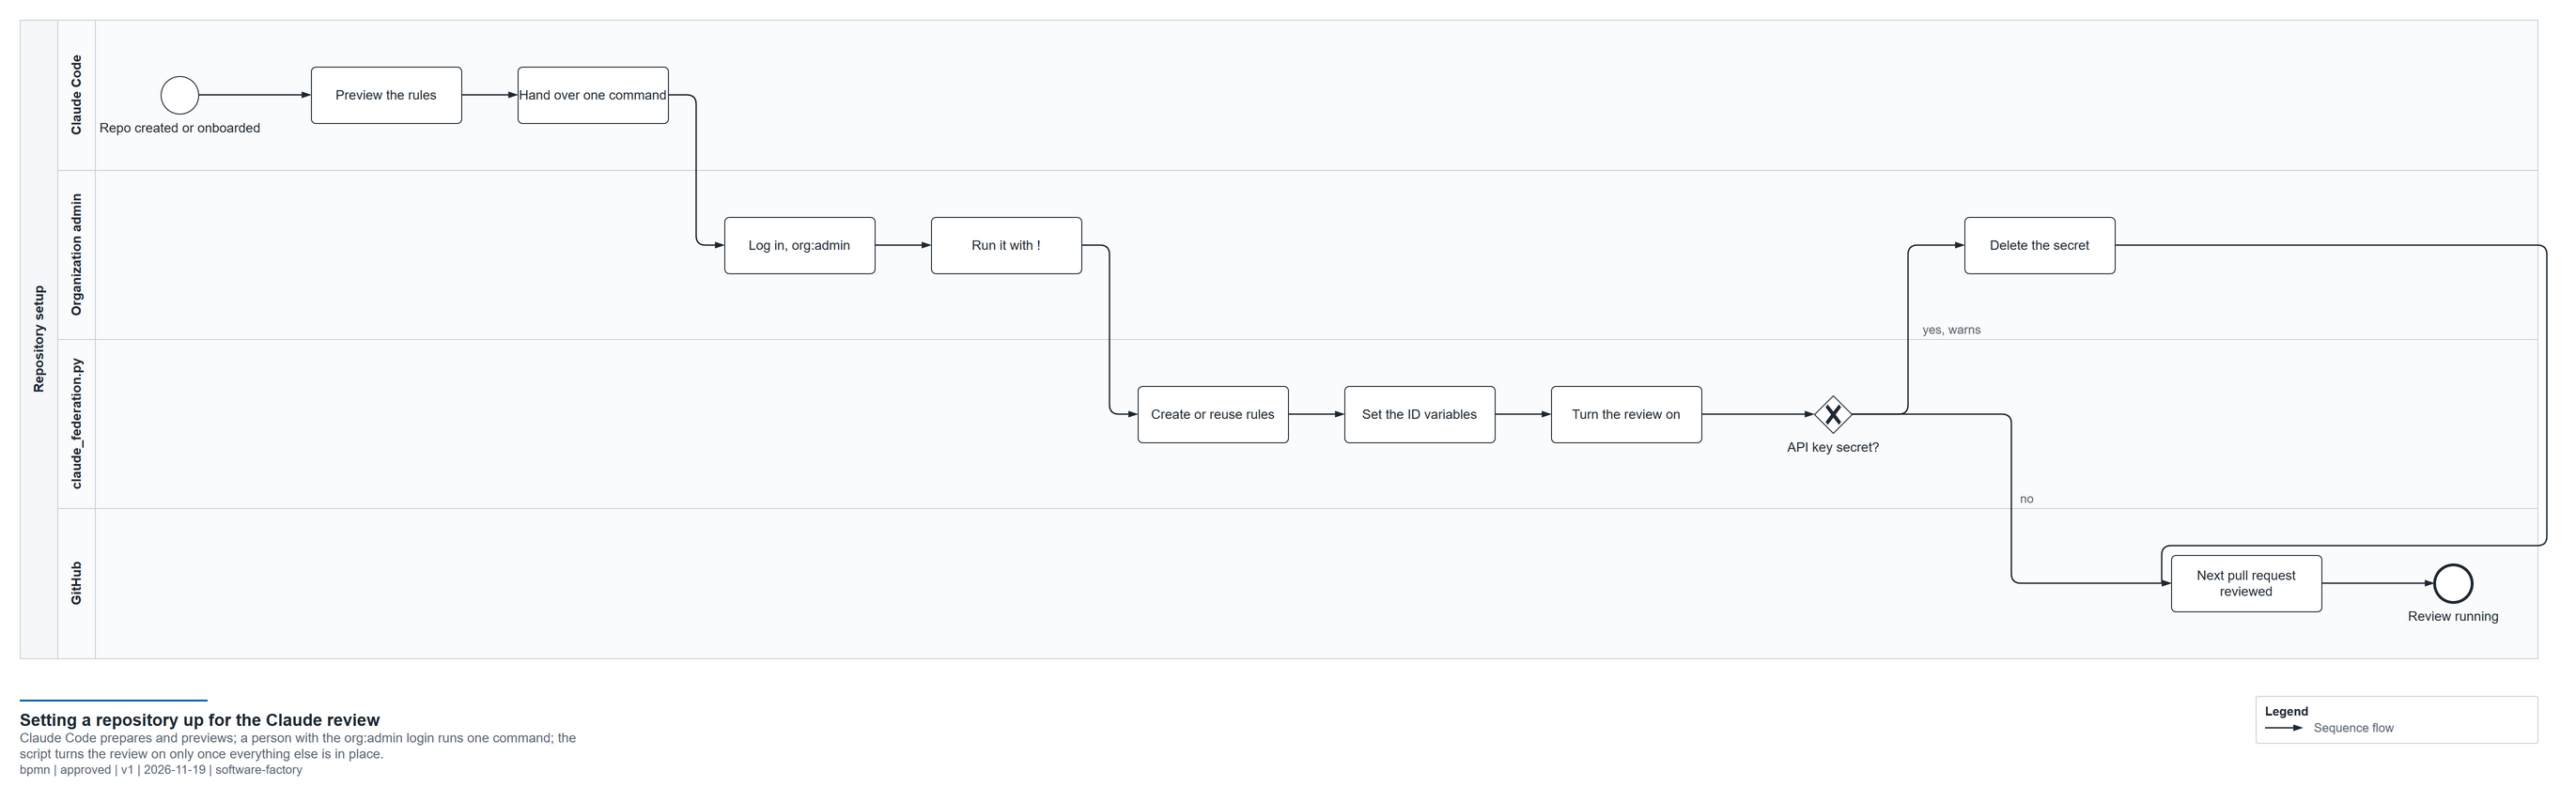 Repository setup
Claude Code
Repo created or onboarded
Preview the rules
Hand over one command
Organization admin
Log in, org:admin
Run it with !
Delete the secret
yes, warns
claude_federation.py
Create or reuse rules
Set the ID variables
Turn the review on
API key secret?
no
GitHub
Next pull request
reviewed
Review running
Setting a repository up for the Claude review
Claude Code prepares and previews; a person with the org:admin login runs one command; the
script turns the review on only once everything else is in place.
bpmn | approved | v1 | 2026-11-19 | software-factory
Legend
Sequence flow